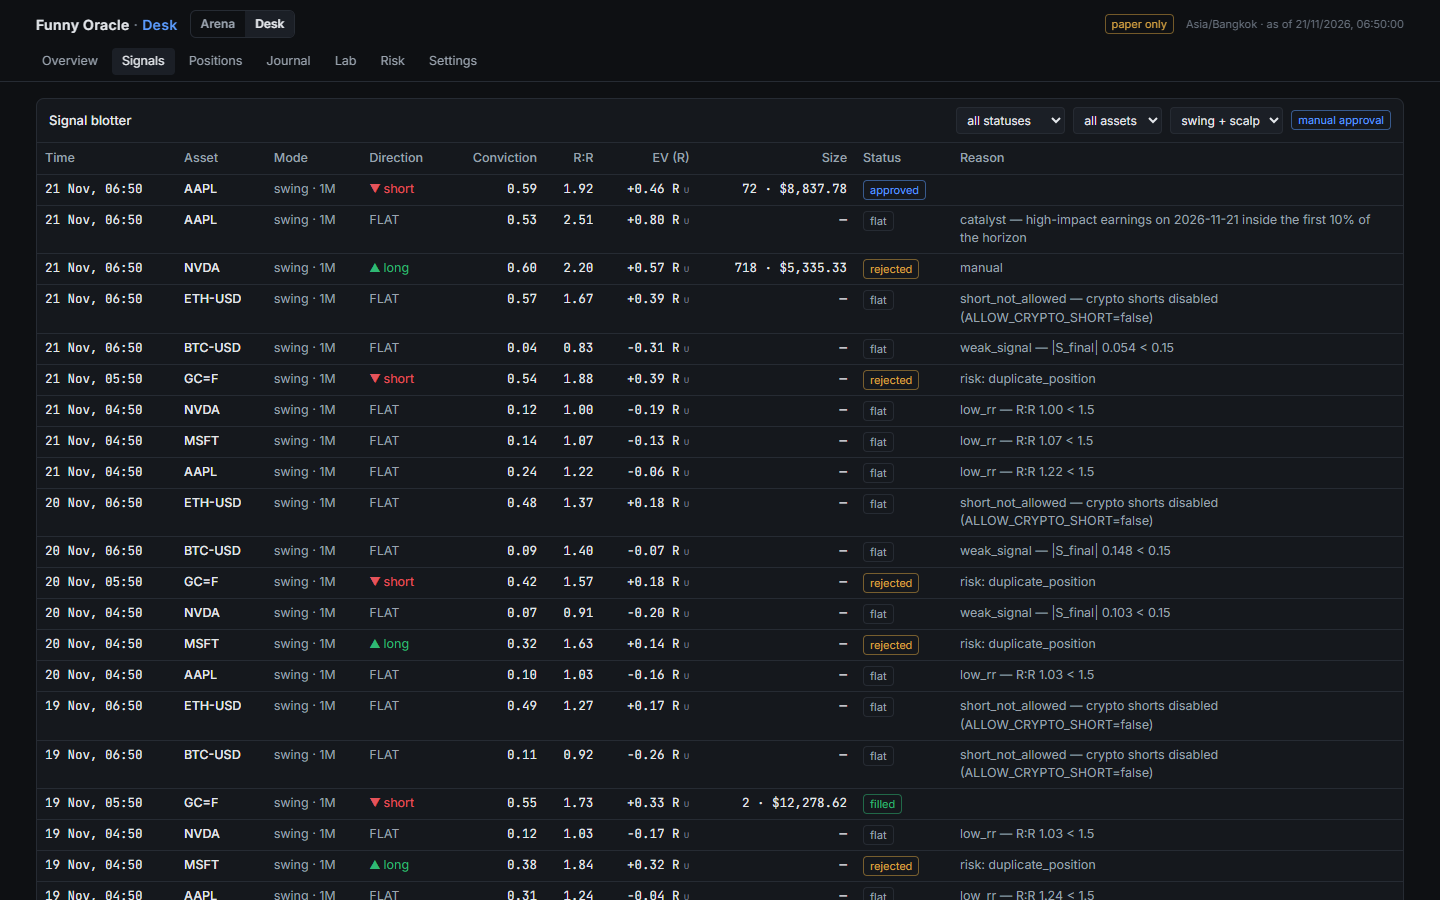 Funny Oracle · Desk Arena Desk paper only Asia/Bangkok · as of 21/11/2026, 06:50:00
Overview Signals Positions Journal Lab Risk Settings
Signal blotter all statuses all assets swing + scalp manual approval
Time Asset Mode Direction Conviction R:R EV (R) Size Status Reason
21 Nov, 06:50 AAPL swing · 1M ▼ short 0.59 1.92 +0.46 R U 72 · $8,837.78 approved
21 Nov, 06:50 AAPL swing · 1M FLAT 0.53 2.51 +0.80 R U — flat catalyst — high-impact earnings on 2026-11-21 inside the first 10% of
the horizon
21 Nov, 06:50 NVDA swing · 1M ▲ long 0.60 2.20 +0.57 R U 718 · $5,335.33 rejected manual
21 Nov, 06:50 ETH-USD swing · 1M FLAT 0.57 1.67 +0.39 R U — flat short_not_allowed — crypto shorts disabled
(ALLOW_CRYPTO_SHORT=false)
21 Nov, 06:50 BTC-USD swing · 1M FLAT 0.04 0.83 -0.31 R U — flat weak_signal — |S_final| 0.054 < 0.15
21 Nov, 05:50 GC=F swing · 1M ▼ short 0.54 1.88 +0.39 R U — rejected risk: duplicate_position
21 Nov, 04:50 NVDA swing · 1M FLAT 0.12 1.00 -0.19 R U — flat low_rr — R:R 1.00 < 1.5
21 Nov, 04:50 MSFT swing · 1M FLAT 0.14 1.07 -0.13 R U — flat low_rr — R:R 1.07 < 1.5
21 Nov, 04:50 AAPL swing · 1M FLAT 0.24 1.22 -0.06 R U — flat low_rr — R:R 1.22 < 1.5
20 Nov, 06:50 ETH-USD swing · 1M FLAT 0.48 1.37 +0.18 R U — flat short_not_allowed — crypto shorts disabled
(ALLOW_CRYPTO_SHORT=false)
20 Nov, 06:50 BTC-USD swing · 1M FLAT 0.09 1.40 -0.07 R U — flat weak_signal — |S_final| 0.148 < 0.15
20 Nov, 05:50 GC=F swing · 1M ▼ short 0.42 1.57 +0.18 R U — rejected risk: duplicate_position
20 Nov, 04:50 NVDA swing · 1M FLAT 0.07 0.91 -0.20 R U — flat weak_signal — |S_final| 0.103 < 0.15
20 Nov, 04:50 MSFT swing · 1M ▲ long 0.32 1.63 +0.14 R U — rejected risk: duplicate_position
20 Nov, 04:50 AAPL swing · 1M FLAT 0.10 1.03 -0.16 R U — flat low_rr — R:R 1.03 < 1.5
19 Nov, 06:50 ETH-USD swing · 1M FLAT 0.49 1.27 +0.17 R U — flat short_not_allowed — crypto shorts disabled
(ALLOW_CRYPTO_SHORT=false)
19 Nov, 06:50 BTC-USD swing · 1M FLAT 0.11 0.92 -0.26 R U — flat short_not_allowed — crypto shorts disabled
(ALLOW_CRYPTO_SHORT=false)
19 Nov, 05:50 GC=F swing · 1M ▼ short 0.55 1.73 +0.33 R U 2 · $12,278.62 filled
19 Nov, 04:50 NVDA swing · 1M FLAT 0.12 1.03 -0.17 R U — flat low_rr — R:R 1.03 < 1.5
19 Nov, 04:50 MSFT swing · 1M ▲ long 0.38 1.84 +0.32 R U — rejected risk: duplicate_position
19 Nov, 04:50 AAPL swing · 1M FLAT 0.31 1.24 -0.04 R U — flat low_rr — R:R 1.24 < 1.5